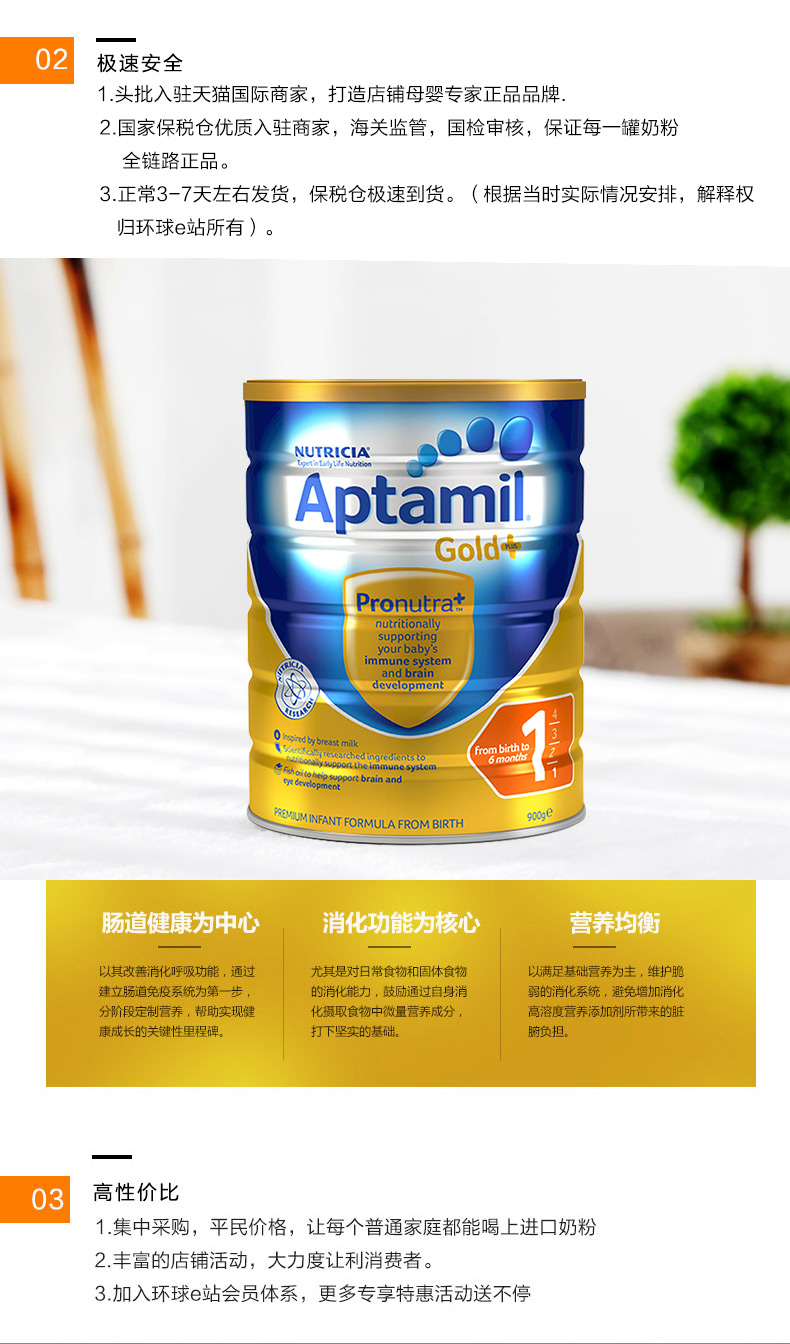 02
极速安全
1.头批入驻天猫国际商家，打造店铺母婴专家正品品牌.
2.国家保税仓优质入驻商家，海关监管，国检审核，保证每一罐奶粉
全链路正品。
3.正常3-7天左右发货，保税仓极速到货。（根据当时实际情况安排，解释权
归环球e站所有）。
NUTRICIA®
Expert in Early Life Nutrition
Aptamil®
Gold+
PLUS
Pronutra+™
nutritionally
supporting
your baby's
immune system
and brain
development
NUTRICIA
RESEARCH
Inspired by breast milk
Scientifically researched ingredients to
nutritionally support the immune system
Fish oil to help support brain and
eye development
from birth to
6 months
1
4
3
2
1
PREMIUM INFANT FORMULA FROM BIRTH
900g℮
肠道健康为中心
以其改善消化呼吸功能，通过
建立肠道免疫系统为第一步，
分阶段定制营养，帮助实现健
康成长的关键性里程碑。
消化功能为核心
尤其是对日常食物和固体食物
的消化能力，鼓励通过自身消
化摄取食物中微量营养成分，
打下坚实的基础。
营养均衡
以满足基础营养为主，维护脆
弱的消化系统，避免增加消化
高溶度营养添加剂所带来的脏
腑负担。
03
高性价比
1.集中采购，平民价格，让每个普通家庭都能喝上进口奶粉
2.丰富的店铺活动，大力度让利消费者。
3.加入环球e站会员体系，更多专享特惠活动送不停